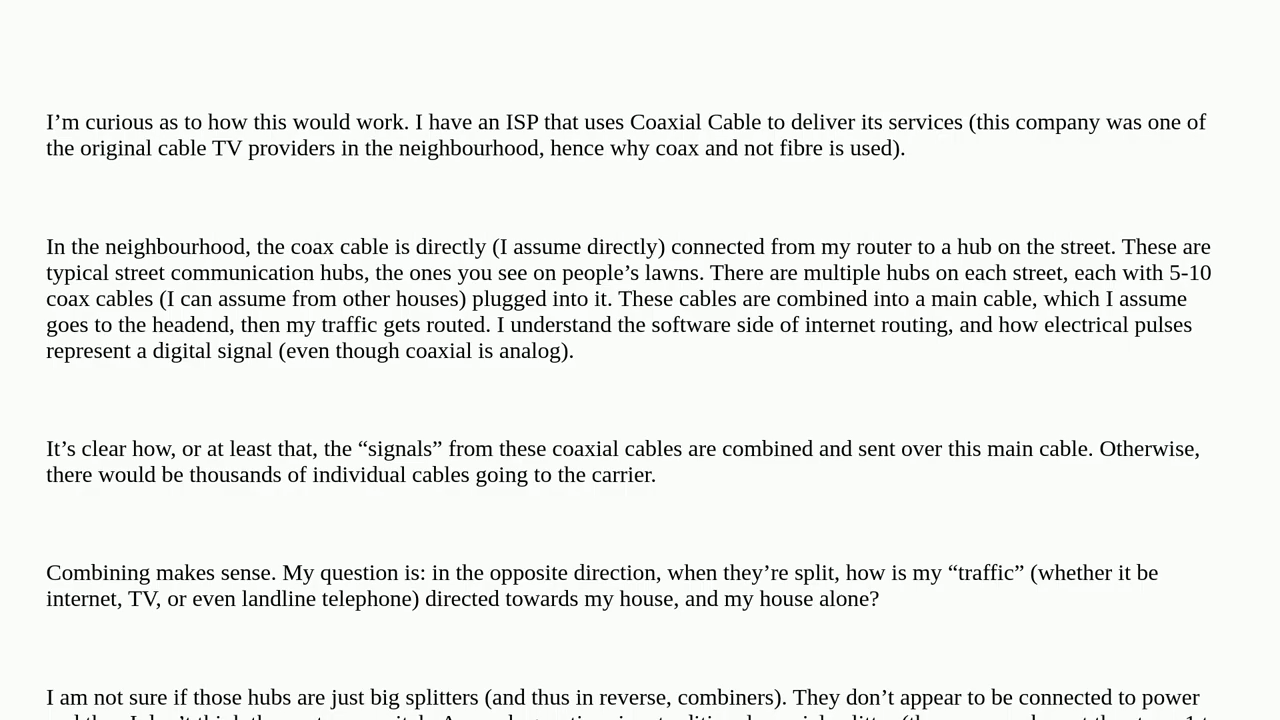 I’m curious as to how this would work. I have an ISP that uses Coaxial Cable to deliver its services (this company was one of
the original cable TV providers in the neighbourhood, hence why coax and not fibre is used).
In the neighbourhood, the coax cable is directly (I assume directly) connected from my router to a hub on the street. These are
typical street communication hubs, the ones you see on people’s lawns. There are multiple hubs on each street, each with 5-10
coax cables (I can assume from other houses) plugged into it. These cables are combined into a main cable, which I assume
goes to the headend, then my traffic gets routed. I understand the software side of internet routing, and how electrical pulses
represent a digital signal (even though coaxial is analog).
It’s clear how, or at least that, the “signals” from these coaxial cables are combined and sent over this main cable. Otherwise,
there would be thousands of individual cables going to the carrier.
Combining makes sense. My question is: in the opposite direction, when they’re split, how is my “traffic” (whether it be
internet, TV, or even landline telephone) directed towards my house, and my house alone?
I am not sure if those hubs are just big splitters (and thus in reverse, combiners). They don’t appear to be connected to power